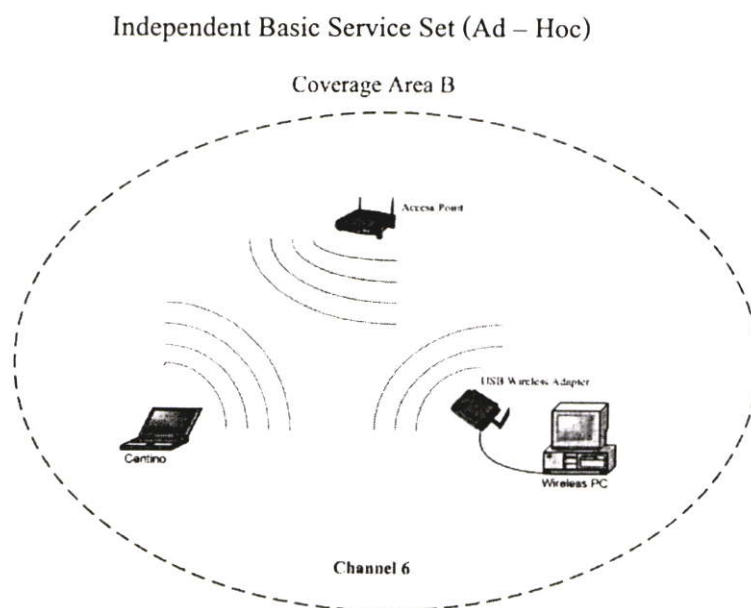 Independent Basic Service Set (Ad – Hoc)
Coverage Area B
Access Point
USB Wireless Adapter
Centino
Wireless PC
Channel 6